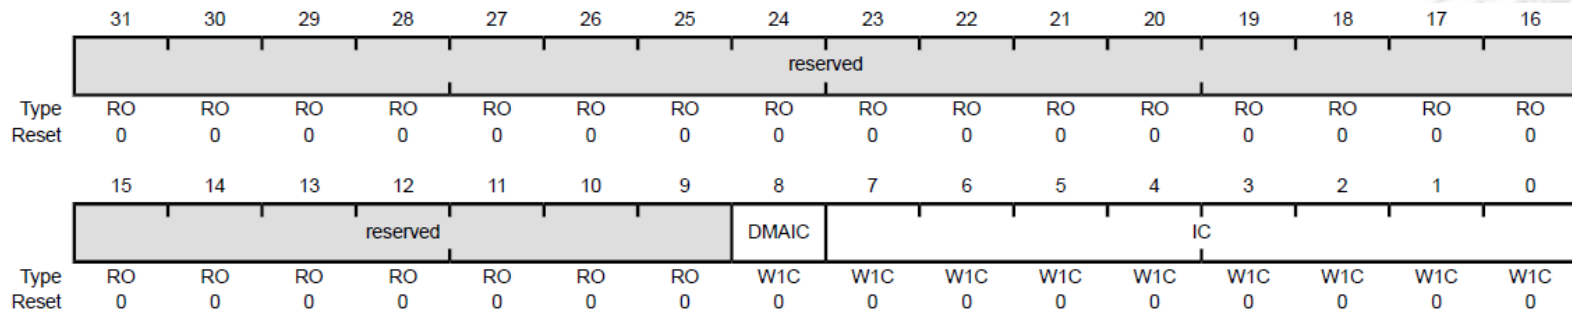 31 30 29 28 27 26 25 24 23 22 21 20 19 18 17 16
reserved
Type RO RO RO RO RO RO RO RO RO RO RO RO RO RO RO RO
Reset 0 0 0 0 0 0 0 0 0 0 0 0 0 0 0 0
15 14 13 12 11 10 9 8 7 6 5 4 3 2 1 0
reserved DMAIC IC
Type RO RO RO RO RO RO RO W1C W1C W1C W1C W1C W1C W1C W1C W1C
Reset 0 0 0 0 0 0 0 0 0 0 0 0 0 0 0 0